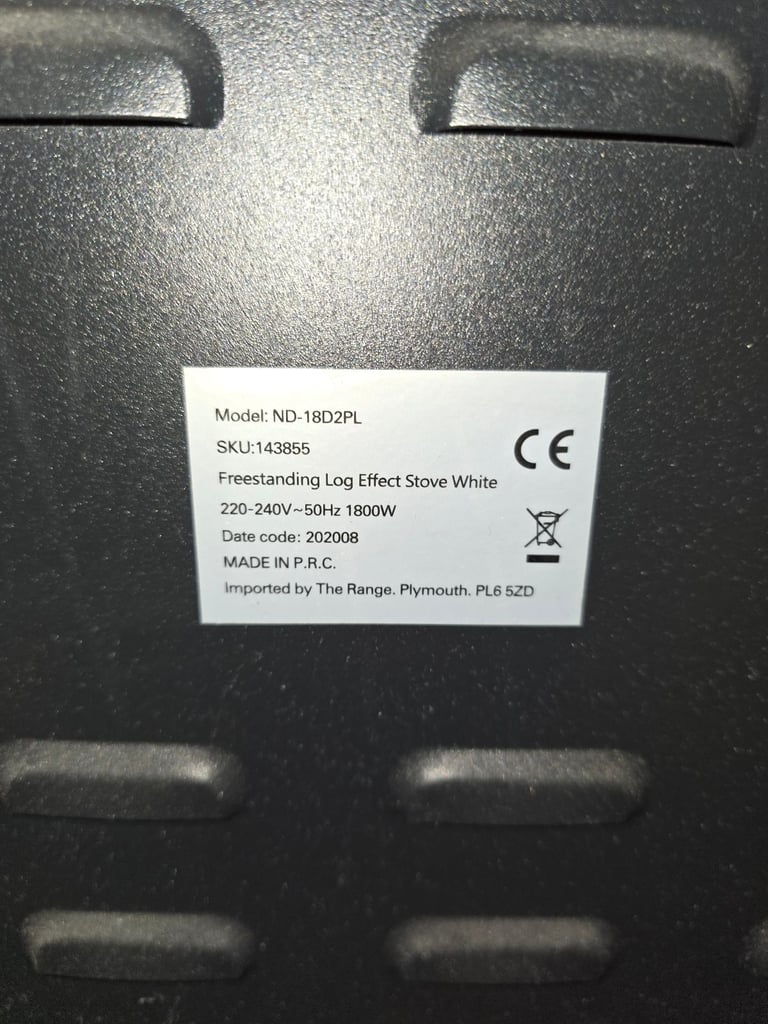 Model: ND-18D2PL
SKU:143855
Freestanding Log Effect Stove White
220-240V~50Hz 1800W
Date code: 202008
MADE IN P.R.C.
Imported by The Range. Plymouth. PL6 5ZD
CE